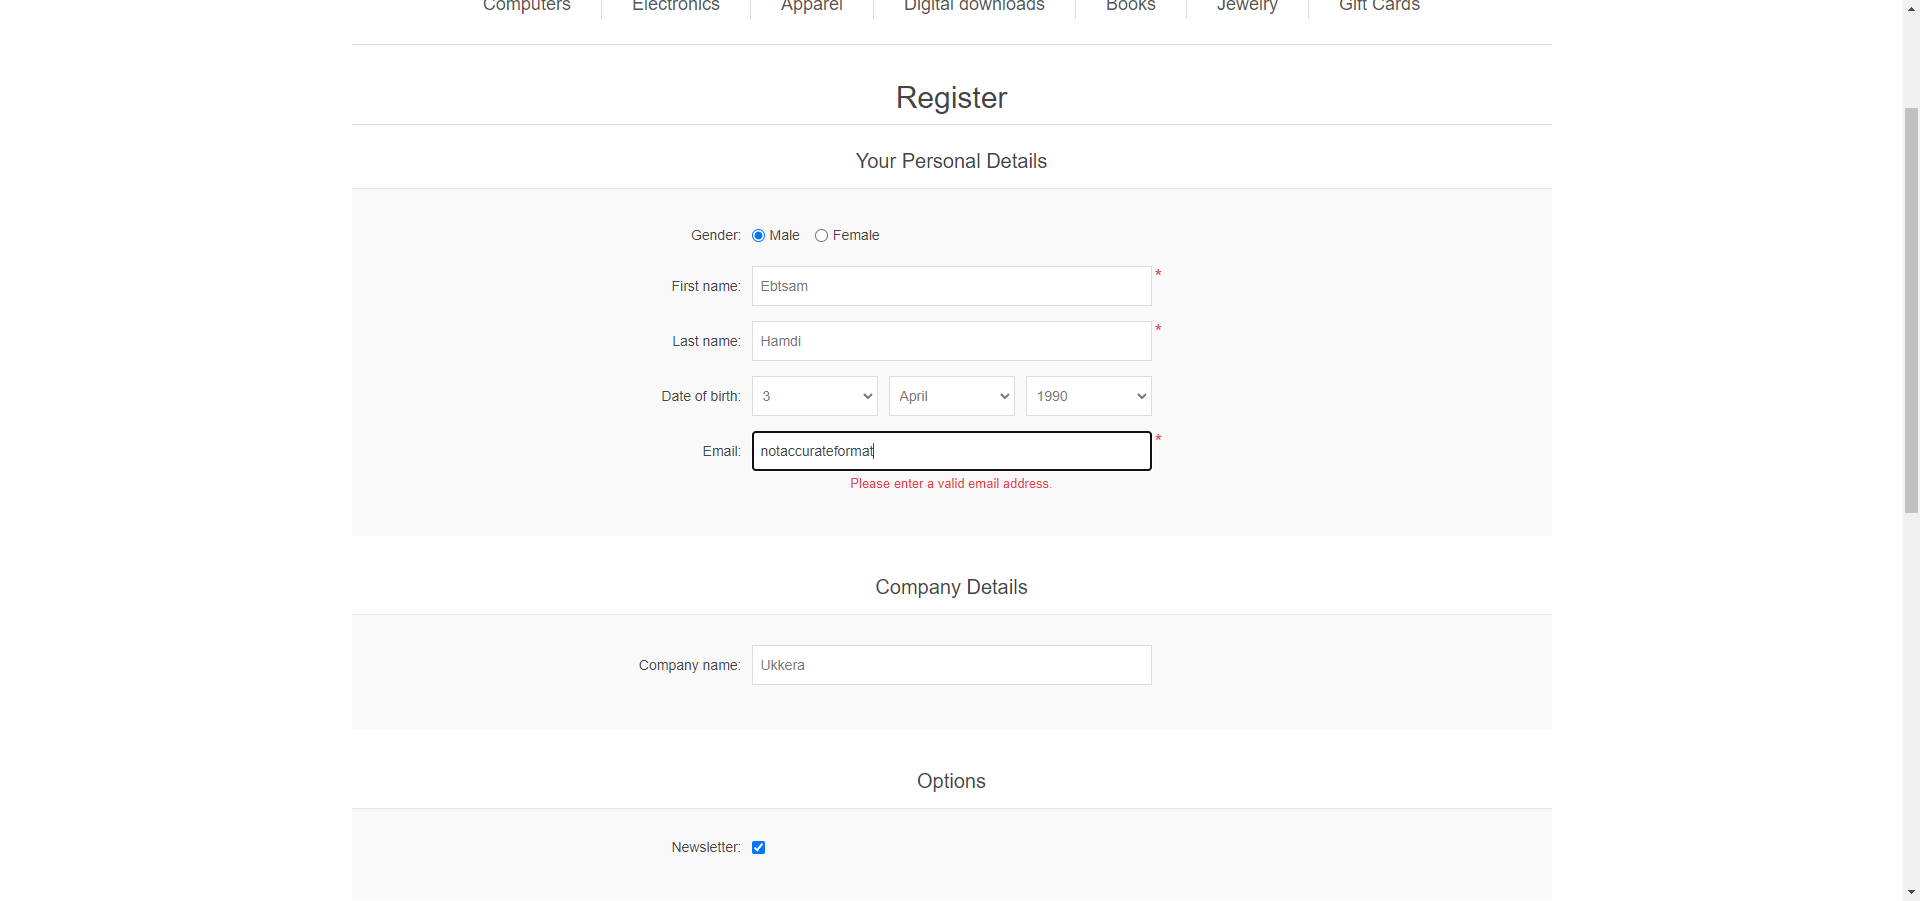 Computers Electronics Apparel Digital downloads Books Jewelry Gift Cards
Register
Your Personal Details
Gender: Male Female
First name: Ebtsam *
Last name: Hamdi *
Date of birth: 3 April 1990
Email: notaccurateformat *
Please enter a valid email address.
Company Details
Company name: Ukkera
Options
Newsletter: